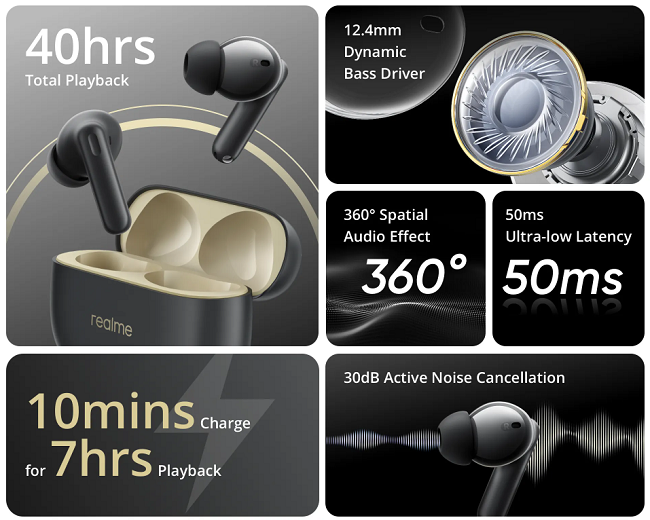 40hrs
Total Playback
realme
12.4mm
Dynamic
Bass Driver
360° Spatial
Audio Effect
360°
50ms
Ultra-low Latency
50ms
10mins Charge
for 7hrs Playback
30dB Active Noise Cancellation